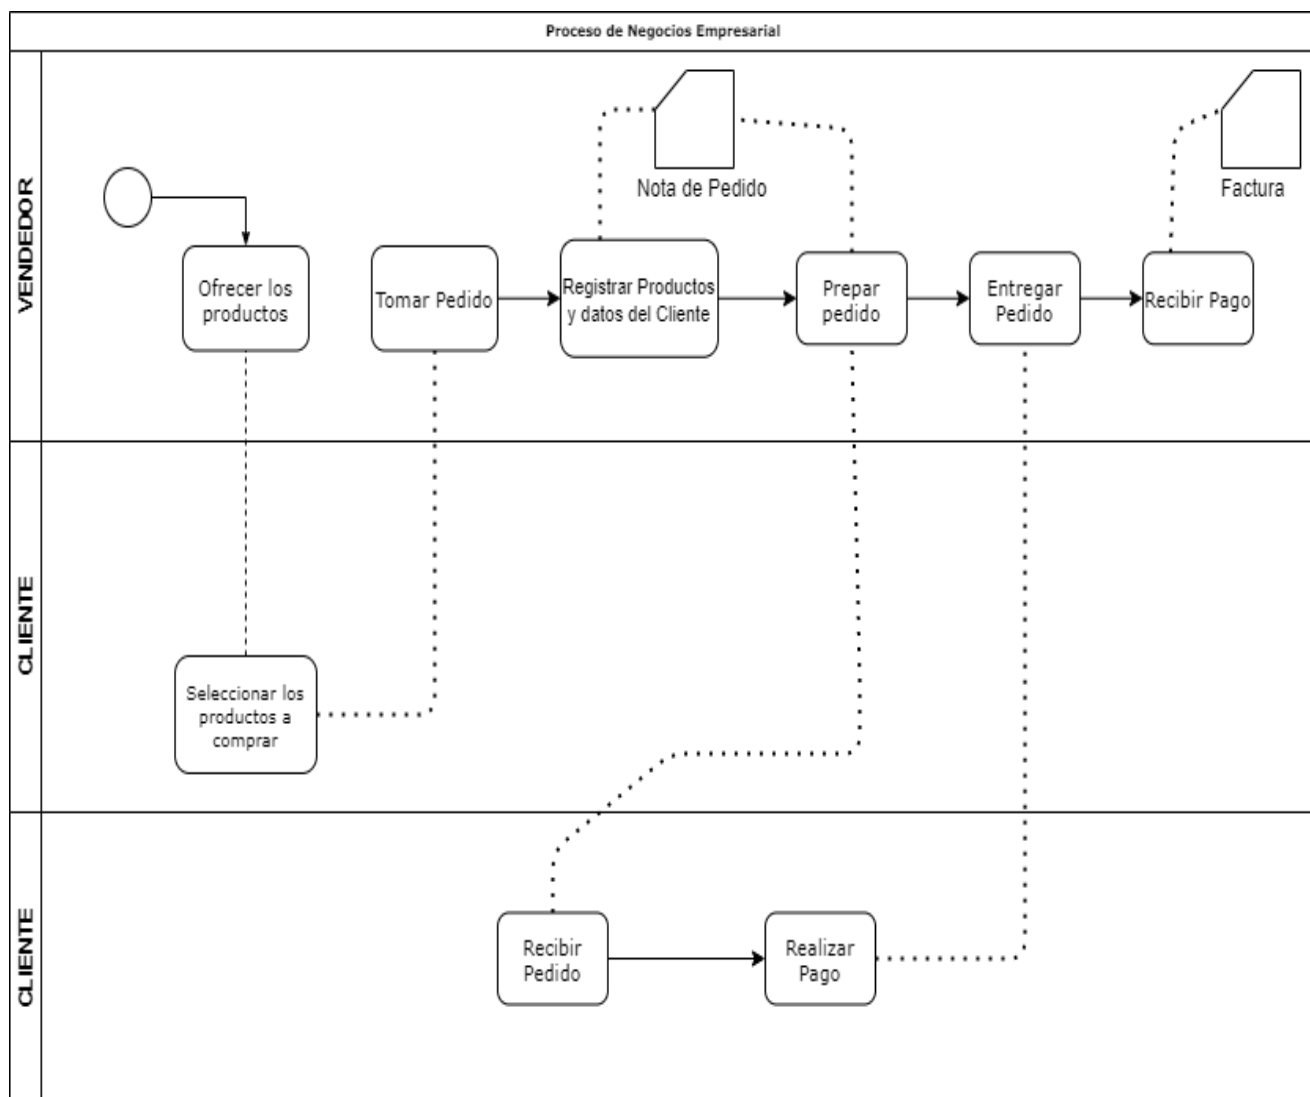 Proceso de Negocios Empresarial
VENDEDOR
Nota de Pedido
Factura
Ofrecer los
productos
Tomar Pedido
Registrar Productos
y datos del Cliente
Prepar
pedido
Entregar
Pedido
Recibir Pago
CLIENTE
Seleccionar los
productos a
comprar
CLIENTE
Recibir
Pedido
Realizar
Pago